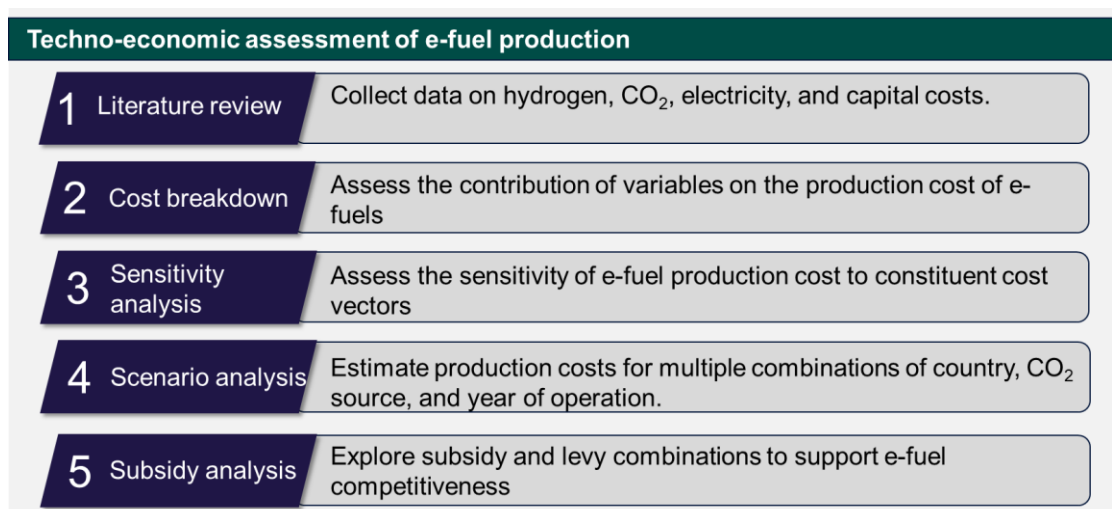 Techno-economic assessment of e-fuel production
1 Literature review
Collect data on hydrogen, CO₂, electricity, and capital costs.
2 Cost breakdown
Assess the contribution of variables on the production cost of e-
fuels
3 Sensitivity
analysis
Assess the sensitivity of e-fuel production cost to constituent cost
vectors
4 Scenario analysis
Estimate production costs for multiple combinations of country, CO₂
source, and year of operation.
5 Subsidy analysis
Explore subsidy and levy combinations to support e-fuel
competitiveness